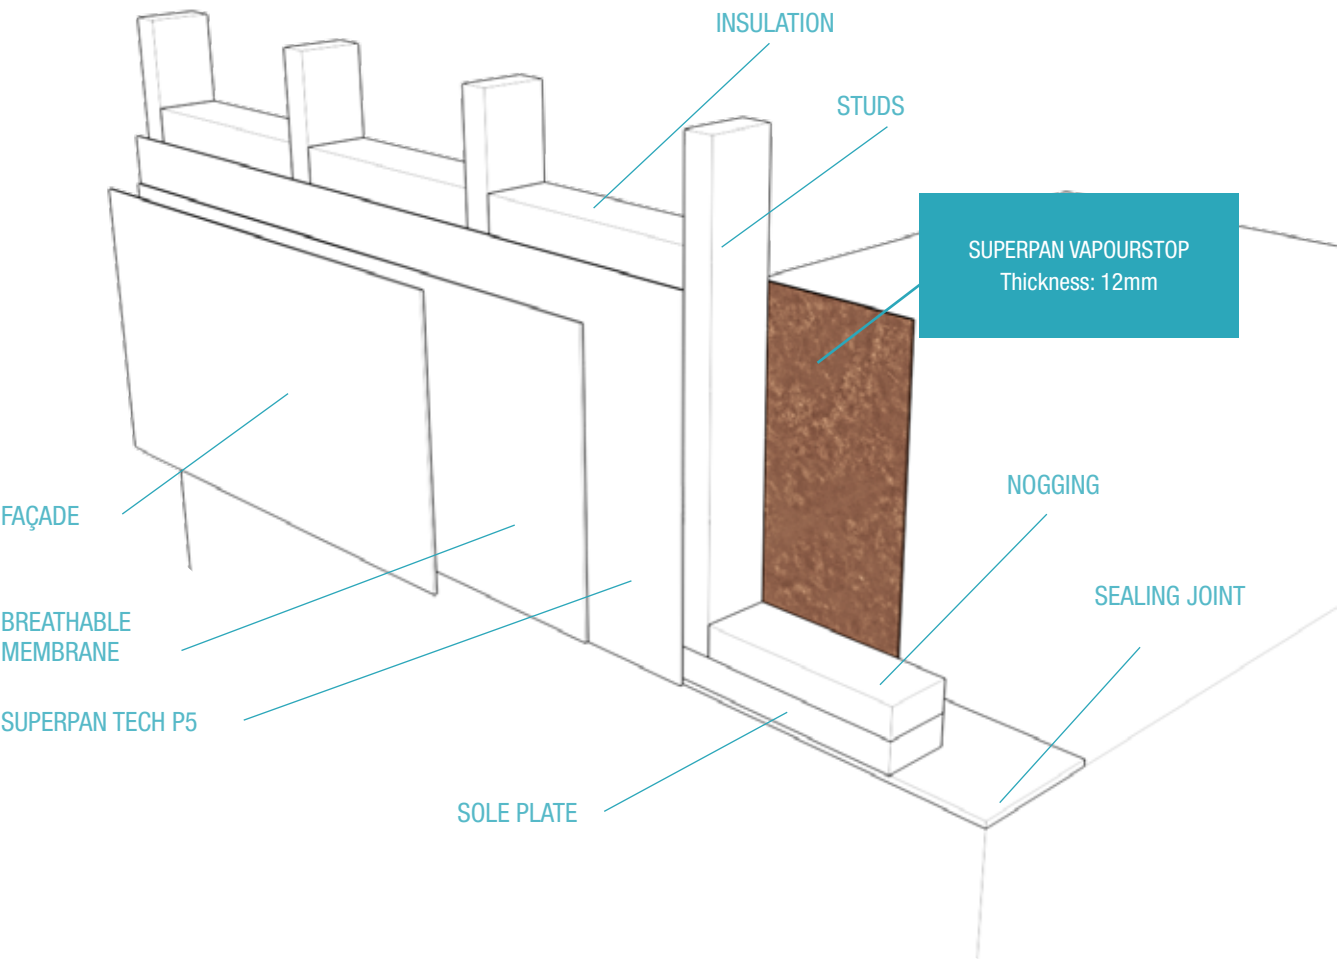 INSULATION
STUDS
SUPERPAN VAPOURSTOP
Thickness: 12mm
NOGGING
FAÇADE
SEALING JOINT
BREATHABLE
MEMBRANE
SUPERPAN TECH P5
SOLE PLATE